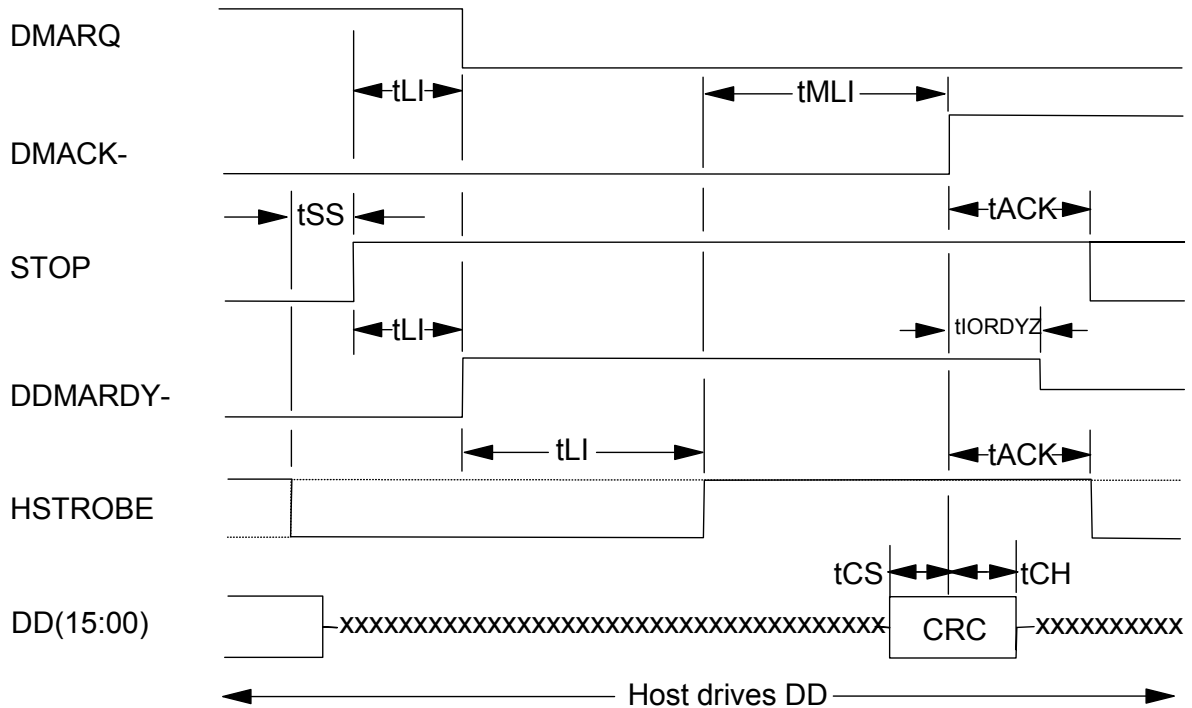 DMARQ
tLI
tMLI
DMACK-
tSS
tACK
STOP
tLI
tIORDYZ
DDMARDY-
tLI
tACK
HSTROBE
tCS
tCH
DD(15:00)
xxxxxxxxxxxxxxxxxxxxxxxxxxxxxxxxxxxxx
CRC
xxxxxxxxxx
Host drives DD